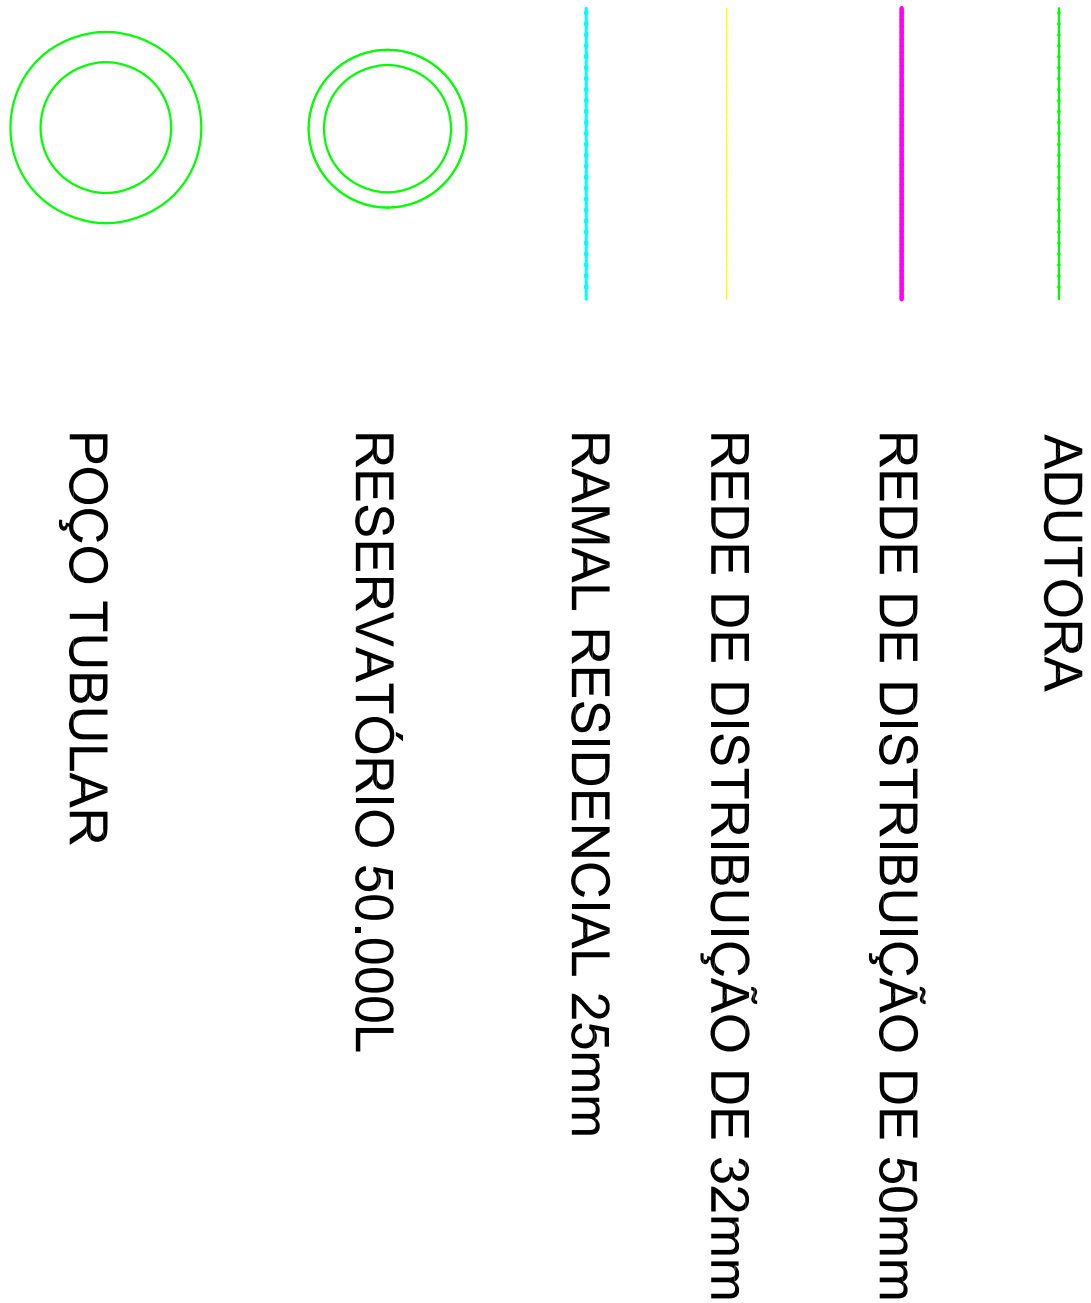 ADUTORA
REDE DE DISTRIBUIÇÃO DE 50mm
REDE DE DISTRIBUIÇÃO DE 32mm
RAMAL RESIDENCIAL 25mm
RESERVATÓRIO 50.000L
POÇO TUBULAR